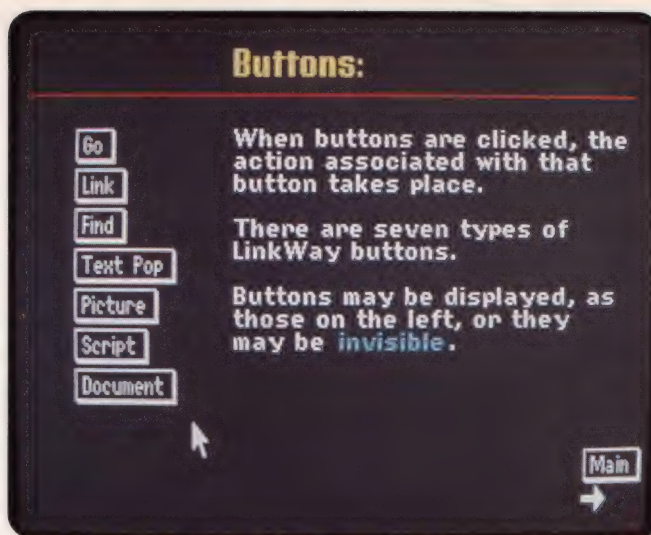 Buttons:
Go
Link
Find
Text Pop
Picture
Script
Document
When buttons are clicked, the
action associated with that
button takes place.
There are seven types of
LinkWay buttons.
Buttons may be displayed, as
those on the left, or they
may be invisible.
Main